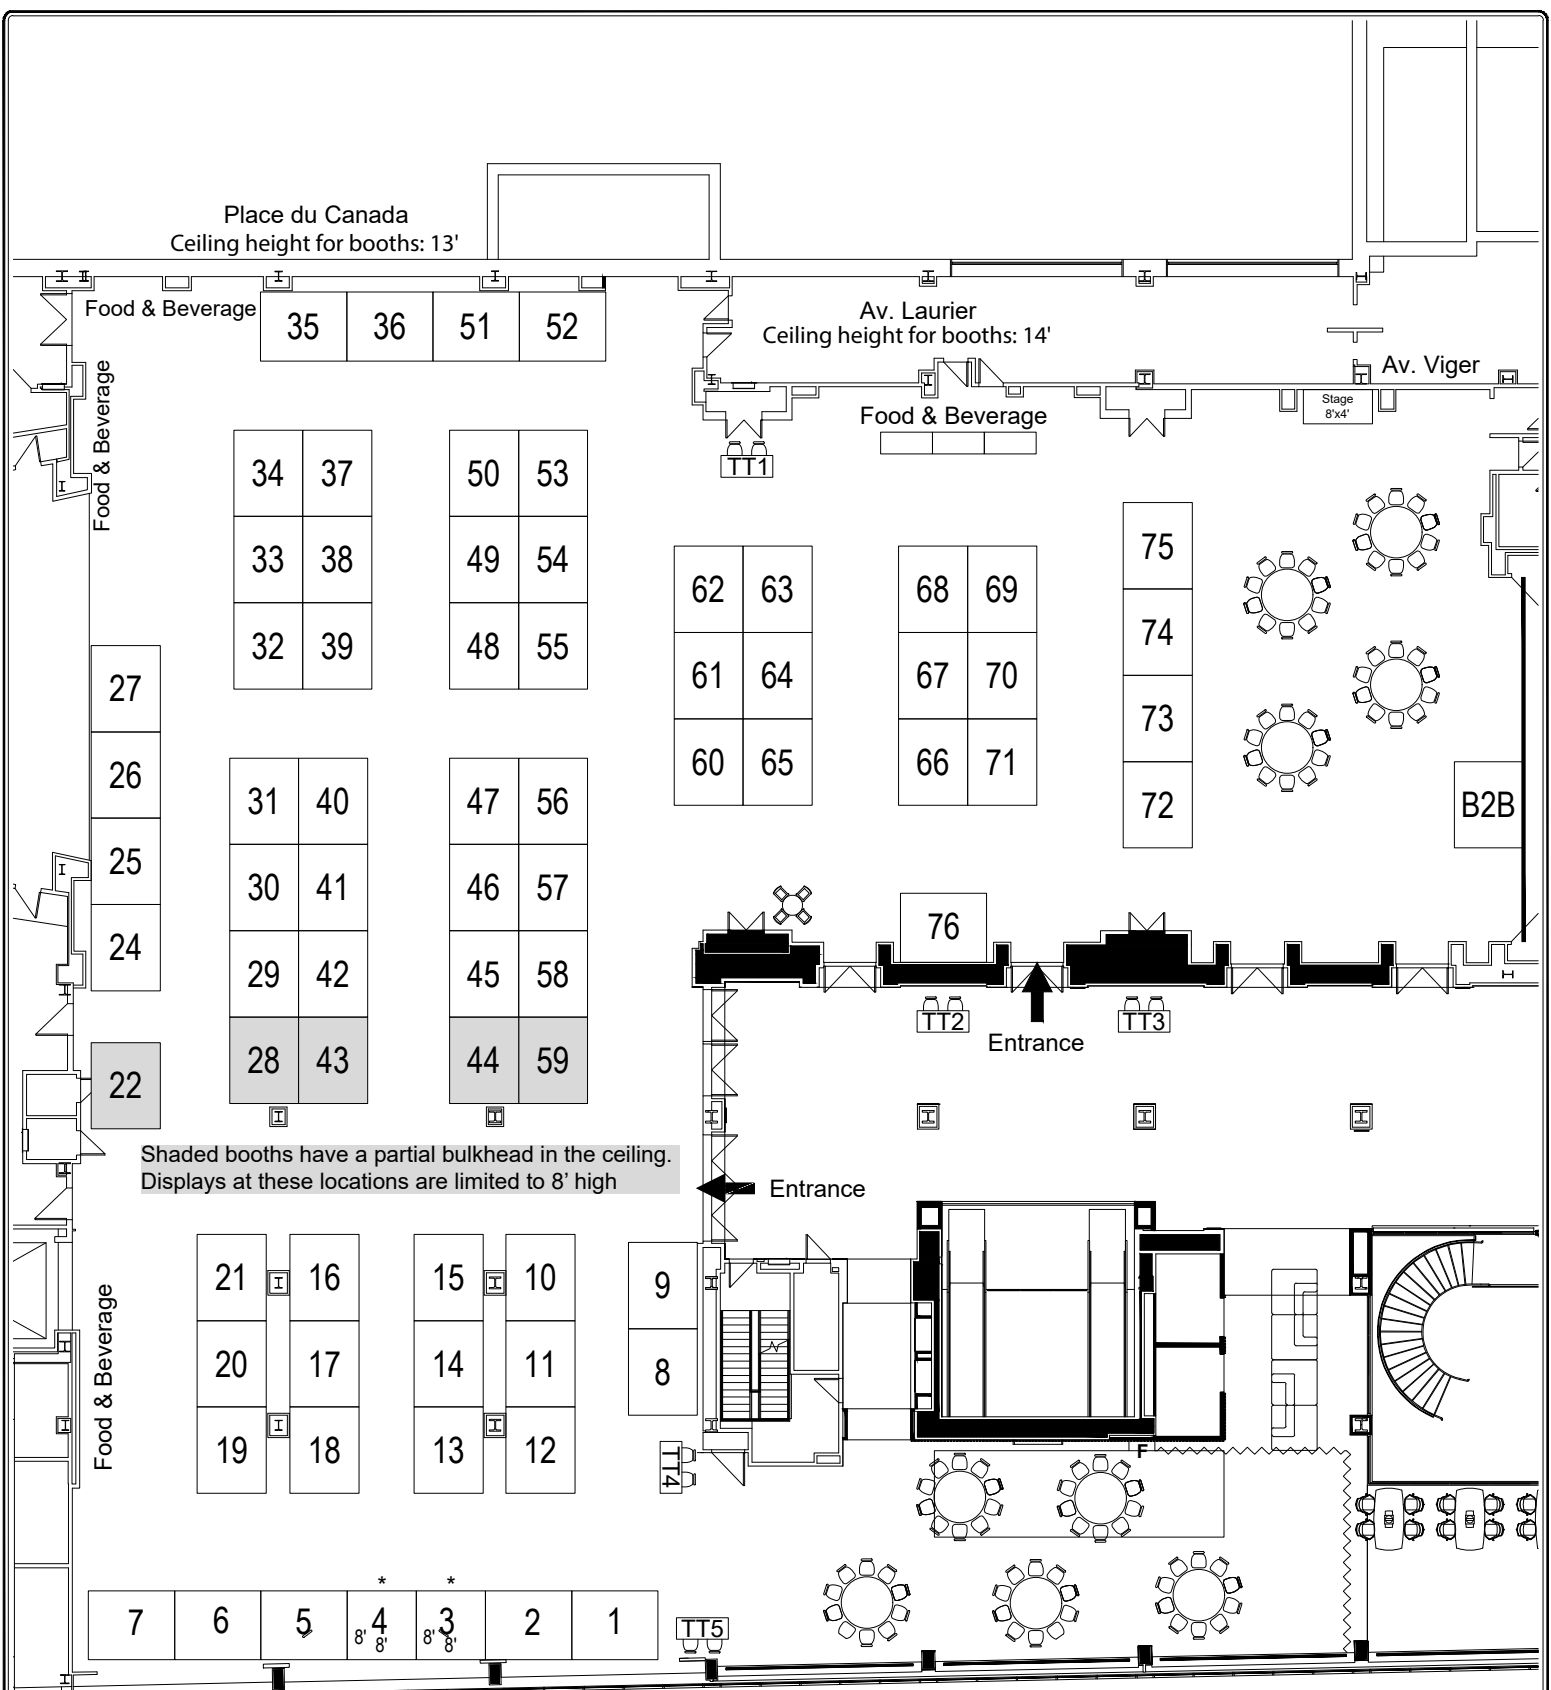 Place du Canada
Ceiling height for booths: 13'
Food & Beverage
35 36 51 52
Av. Laurier
Ceiling height for booths: 14'
Av. Viger
Stage
8'x4'
Food & Beverage
Food & Beverage
TT1
34 37 50 53
33 38 49 54
32 39 48 55
62 63 68 69 75
61 64 67 70 74
60 65 66 71 73
72
B2B
27
26
25
24
31 40 47 56
30 41 46 57
29 42 45 58
28 43 44 59
22
76
TT2
TT3
Entrance
Shaded booths have a partial bulkhead in the ceiling.
Displays at these locations are limited to 8’ high
Entrance
Food & Beverage
21 16 15 10 9
20 17 14 11 8
19 18 13 12
TT4
F
* *
7 6 5 4 3 2 1
8' 8' 8' 8'
TT5